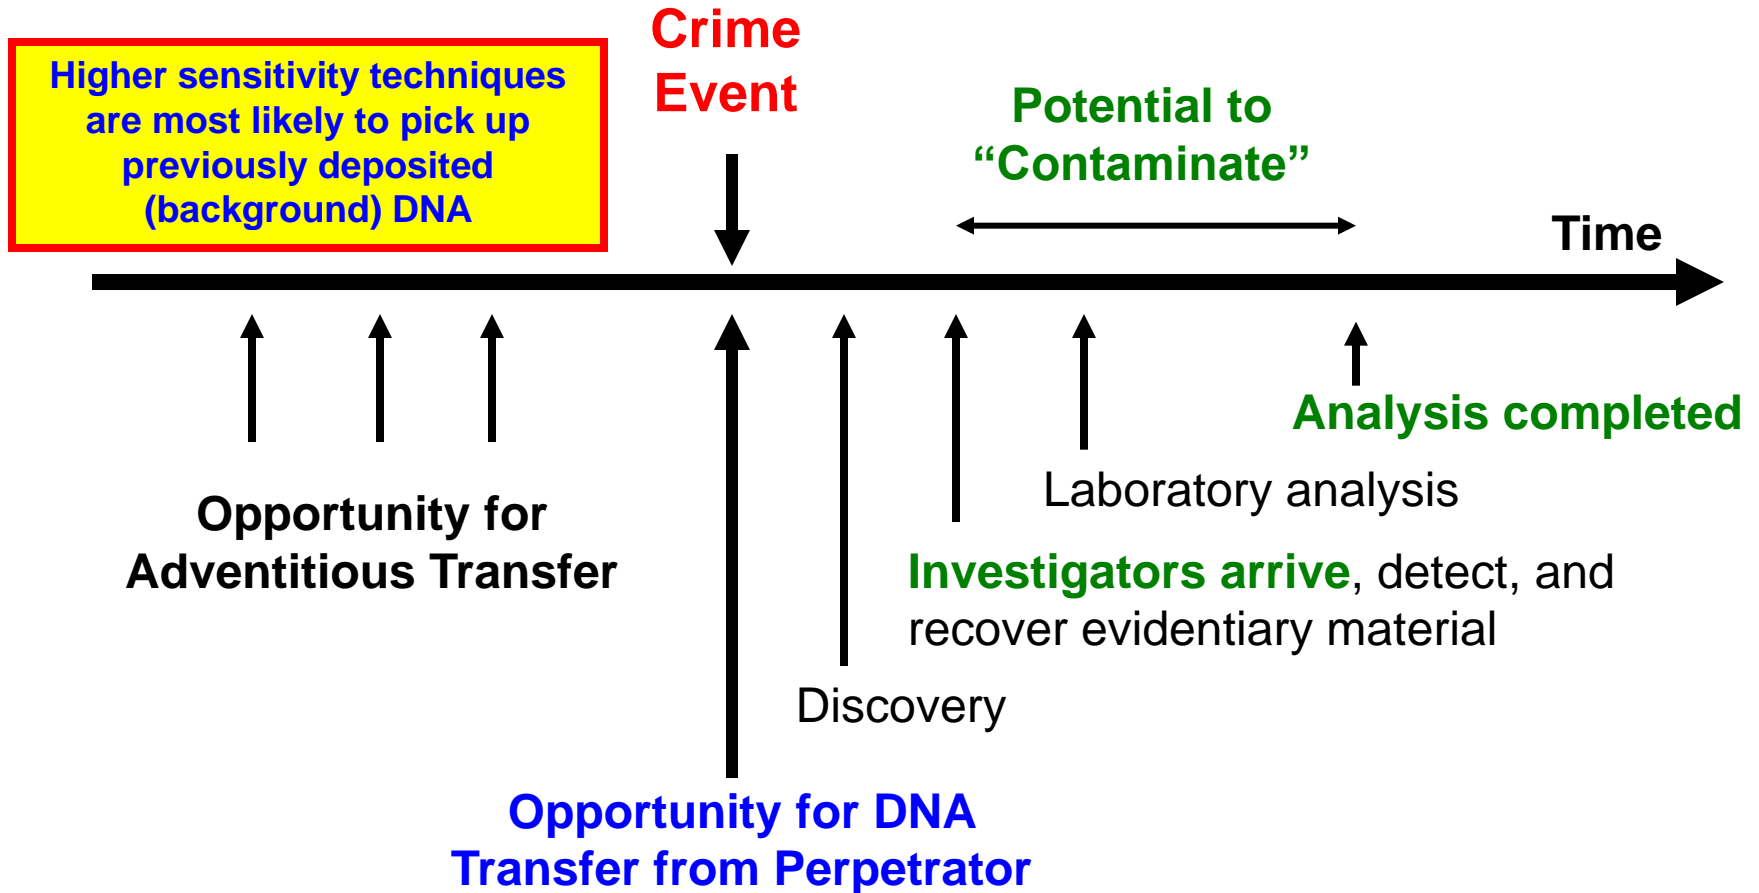 Crime
Event
Higher sensitivity techniques
are most likely to pick up
previously deposited
(background) DNA
Potential to
“Contaminate”
Time
Analysis completed
Laboratory analysis
Opportunity for
Adventitious Transfer
Investigators arrive, detect, and
recover evidentiary material
Discovery
Opportunity for DNA
Transfer from Perpetrator